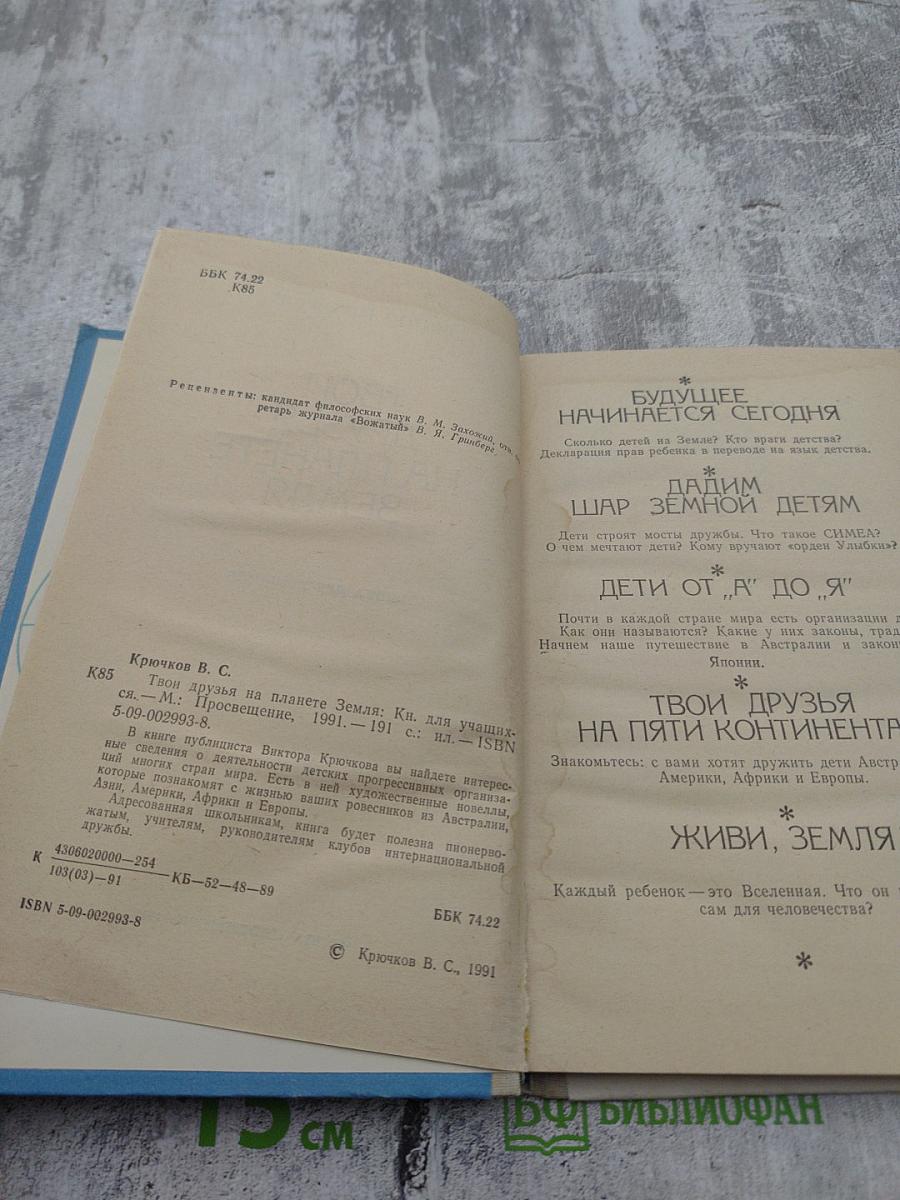 ББК 74.22
К85
Рецензенты: кандидат философских наук В. М. Захожий, отв.
ретарь журнала «Вожатый» В. Я. Гринберг.
Крючков В. С.
К85 Твои друзья на планете Земля: Кн. для учащих-
ся. — М.: Просвещение, 1991. — 191 с.: ил. — ISBN
5-09-002993-8.
В книге публициста Виктора Крючкова вы найдете интерес-
ные сведения о деятельности детских прогрессивных организа-
ций многих стран мира. Есть в ней художественные новеллы,
которые познакомят с жизнью ваших ровесников из Австралии,
Азии, Америки, Африки и Европы.
Адресованная школьникам, книга будет полезна пионерво-
жатым, учителям, руководителям клубов интернациональной
дружбы.
К 4306020000—254
103(03)—91 КБ—52—48—89
ББК 74.22
ISBN 5-09-002993-8
© Крючков В. С., 1991
*
БУДУЩЕЕ
НАЧИНАЕТСЯ СЕГОДНЯ
Сколько детей на Земле? Кто враги детства?
Декларация прав ребенка в переводе на язык детства.
*
ДАДИМ
ШАР ЗЕМНОЙ ДЕТЯМ
Дети строят мосты дружбы. Что такое СИМЕА?
О чем мечтают дети? Кому вручают «орден Улыбки»?
*
ДЕТИ ОТ „А" ДО „Я"
Почти в каждой стране мира есть организации д
Как они называются? Какие у них законы, трад
Начнем наше путешествие в Австралии и закон
Японии.
*
ТВОИ ДРУЗЬЯ
НА ПЯТИ КОНТИНЕНТА
Знакомьтесь: с вами хотят дружить дети Австр
Америки, Африки и Европы.
*
ЖИВИ, ЗЕМЛЯ
Каждый ребенок — это Вселенная. Что он
сам для человечества?
*
15 см
БФ БИБЛИОФАН